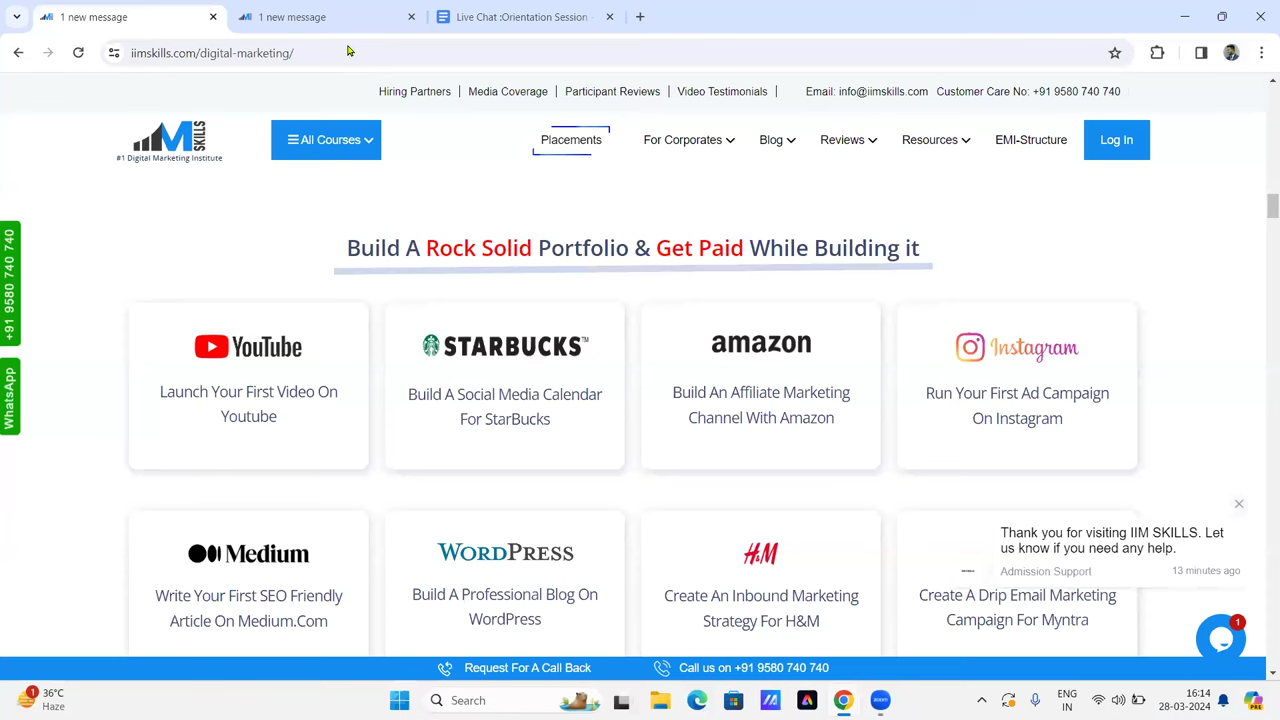 1 new message
1 new message
Live Chat :Orientation Session -
iimskills.com/digital-marketing/
Hiring Partners | Media Coverage | Participant Reviews | Video Testimonials | Email: info@iimskills.com Customer Care No: +91 9580 740 740
IIM SKILLS
#1 Digital Marketing Institute
All Courses
Placements
For Corporates
Blog
Reviews
Resources
EMI-Structure
Log In
+91 9580 740 740
WhatsApp
Build A Rock Solid Portfolio & Get Paid While Building it
YouTube
Launch Your First Video On
Youtube
STARBUCKS™
Build A Social Media Calendar
For StarBucks
amazon
Build An Affiliate Marketing
Channel With Amazon
Instagram
Run Your First Ad Campaign
On Instagram
Medium
Write Your First SEO Friendly
Article On Medium.Com
WORDPRESS
Build A Professional Blog On
WordPress
H&M
Create An Inbound Marketing
Strategy For H&M
Create A Drip Email Marketing
Campaign For Myntra
Thank you for visiting IIM SKILLS. Let
us know if you need any help.
Admission Support 13 minutes ago
1
Request For A Call Back
Call us on +91 9580 740 740
1
36°C
Haze
Search
ENG
IN
16:14
28-03-2024
PRE